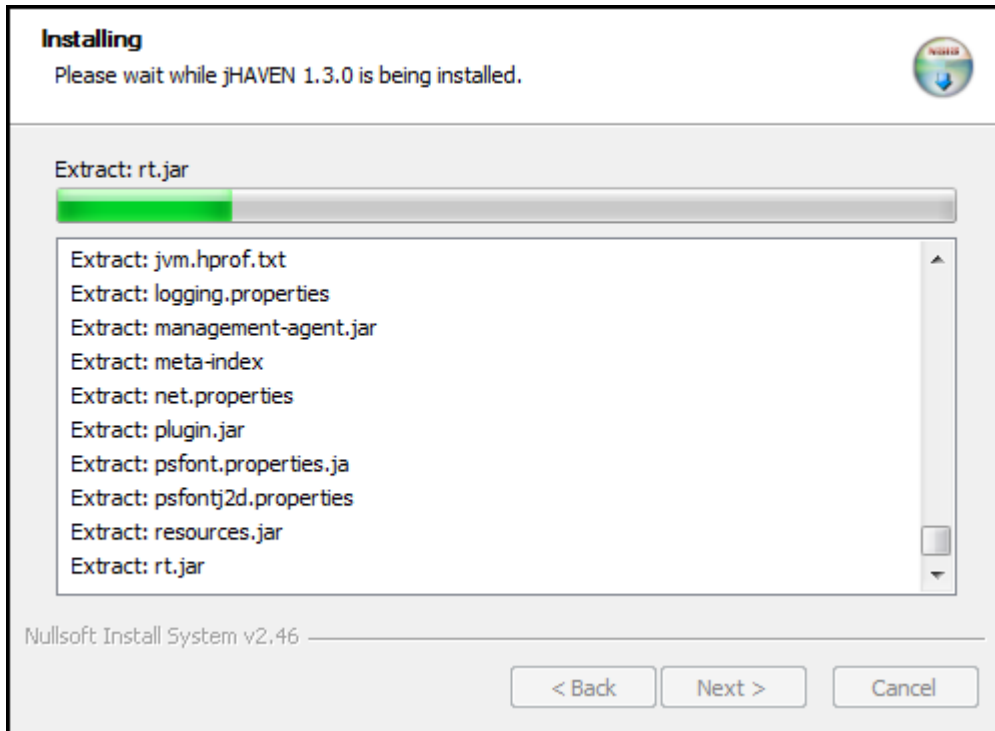 Installing
Please wait while jHAVEN 1.3.0 is being installed.
NSIS
Extract: rt.jar
Extract: jvm.hprof.txt
Extract: logging.properties
Extract: management-agent.jar
Extract: meta-index
Extract: net.properties
Extract: plugin.jar
Extract: psfont.properties.ja
Extract: psfontj2d.properties
Extract: resources.jar
Extract: rt.jar
Nullsoft Install System v2.46
< Back Next > Cancel